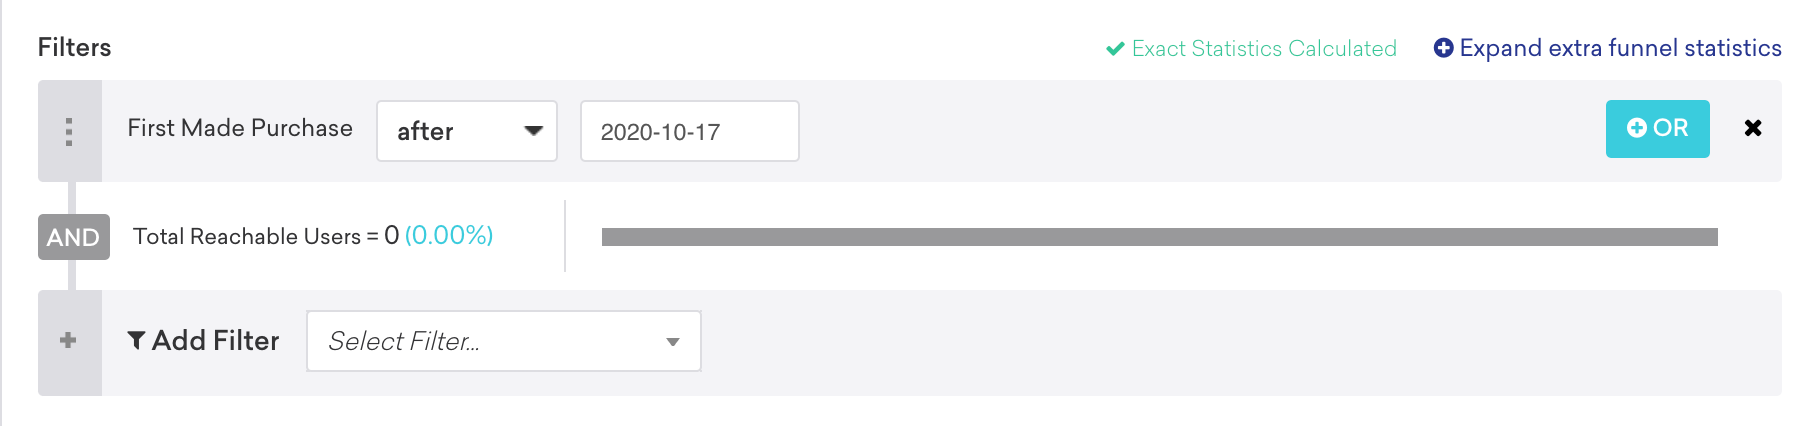 Filters
Exact Statistics Calculated
Expand extra funnel statistics
First Made Purchase
after
2020-10-17
OR
AND
Total Reachable Users = 0 (0.00%)
Add Filter
Select Filter...